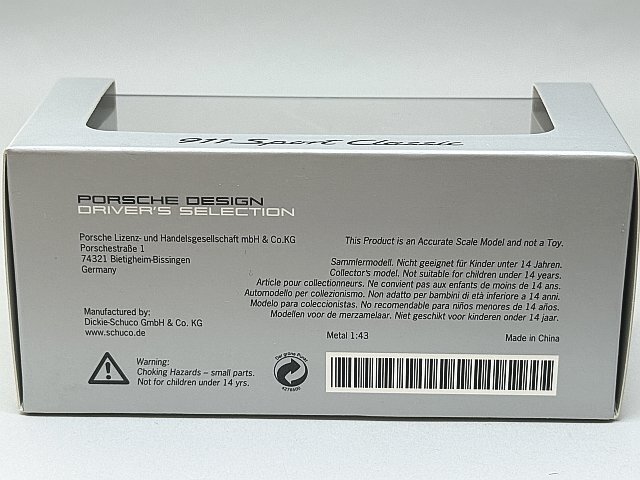 911 Sport Classic
PORSCHE DESIGN
DRIVER'S SELECTION
Porsche Lizenz- und Handelsgesellschaft mbH & Co.KG
Porschestraße 1
74321 Bietigheim-Bissingen
Germany
This Product is an Accurate Scale Model and not a Toy.
Sammlermodell. Nicht geeignet für Kinder unter 14 Jahren.
Collector's model. Not suitable for children under 14 years.
Article pour collectionneurs. Ne convient pas aux enfants de moins de 14 ans.
Automodello per collezionismo. Non adatto per bambini di età inferiore a 14 anni.
Modelo para coleccionistas. No recomendable para niños menores de 14 años.
Modellen voor de merzamelaar. Niet geschikt voor kinderen onder 14 jaar.
Manufactured by:
Dickie-Schuco GmbH & Co. KG
www.schuco.de
Metal 1:43
Made in China
Warning:
Choking Hazards – small parts.
Not for children under 14 yrs.
Der grüne Punkt